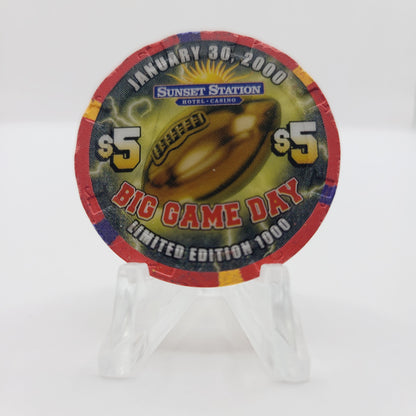 JANUARY 30, 2000
SUNSET STATION
HOTEL • CASINO
$5 $5
BIG GAME DAY
LIMITED EDITION 1000